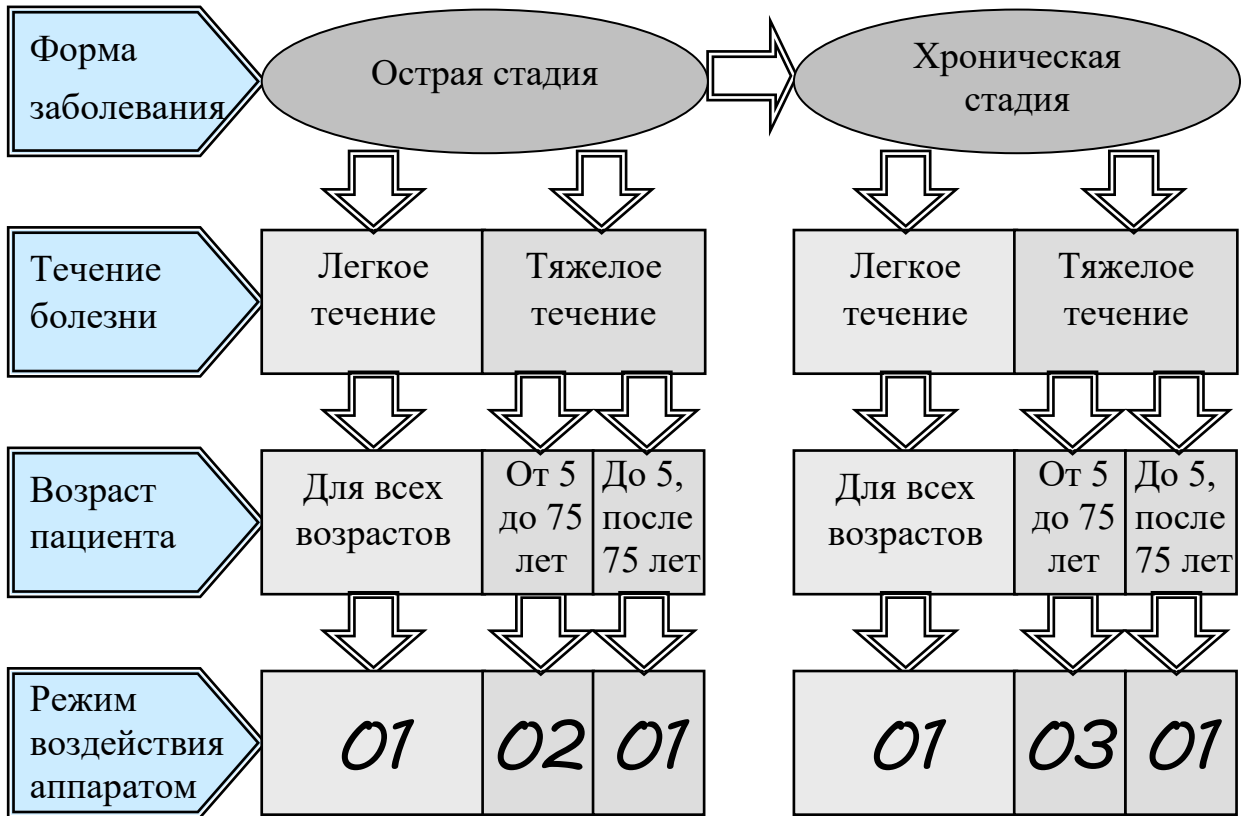 Форма
заболевания
Острая стадия
Хроническая
стадия
Течение
болезни
Легкое
течение
Тяжелое
течение
Легкое
течение
Тяжелое
течение
Возраст
пациента
Для всех
возрастов
От 5
до 75
лет
До 5,
после
75 лет
Для всех
возрастов
От 5
до 75
лет
До 5,
после
75 лет
Режим
воздействия
аппаратом
01
02
01
01
03
01